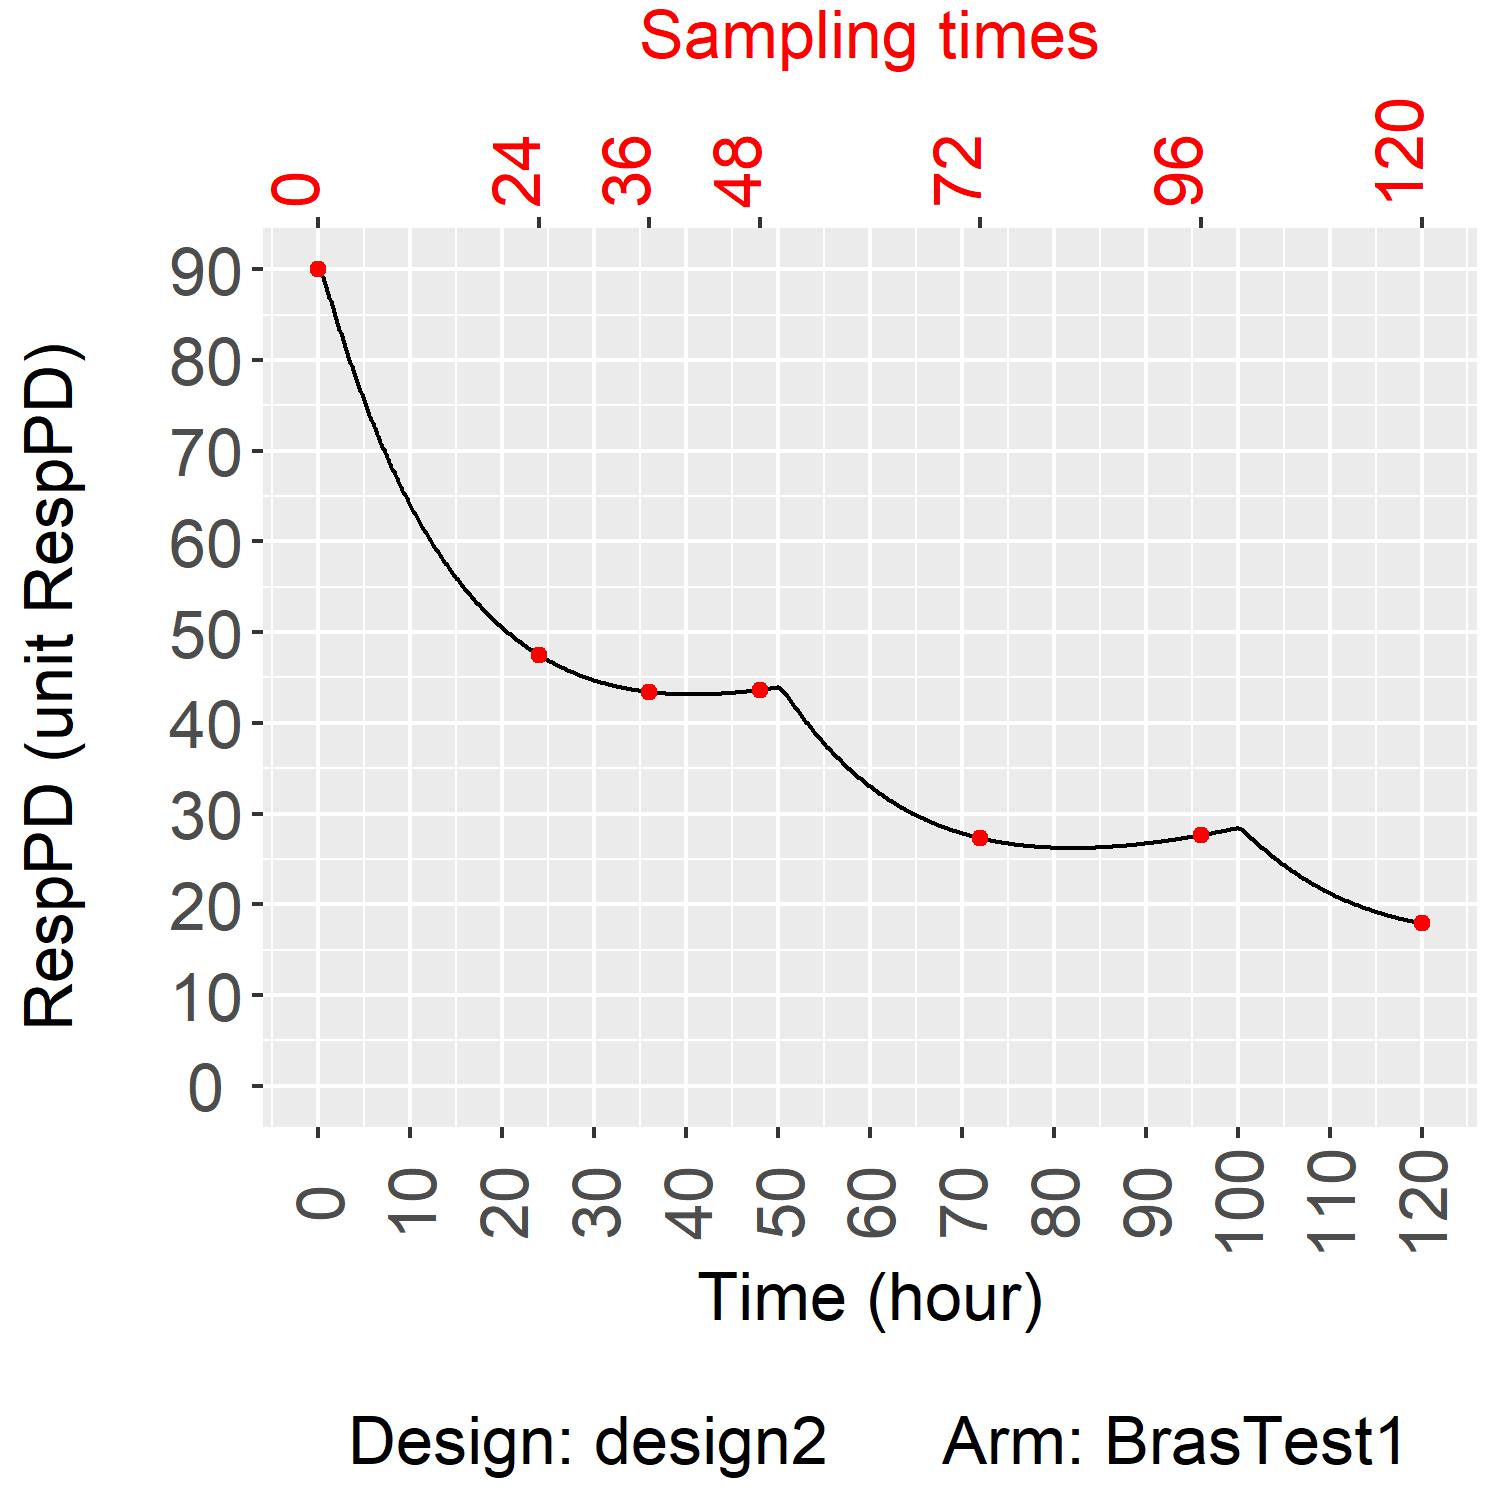 Sampling times
0 24 36 48 72 96 120
90
80
70
60
50
40
30
20
10
0
RespPD (unit RespPD)
0 10 20 30 40 50 60 70 80 90 100 110 120
Time (hour)
Design: design2 Arm: BrasTest1